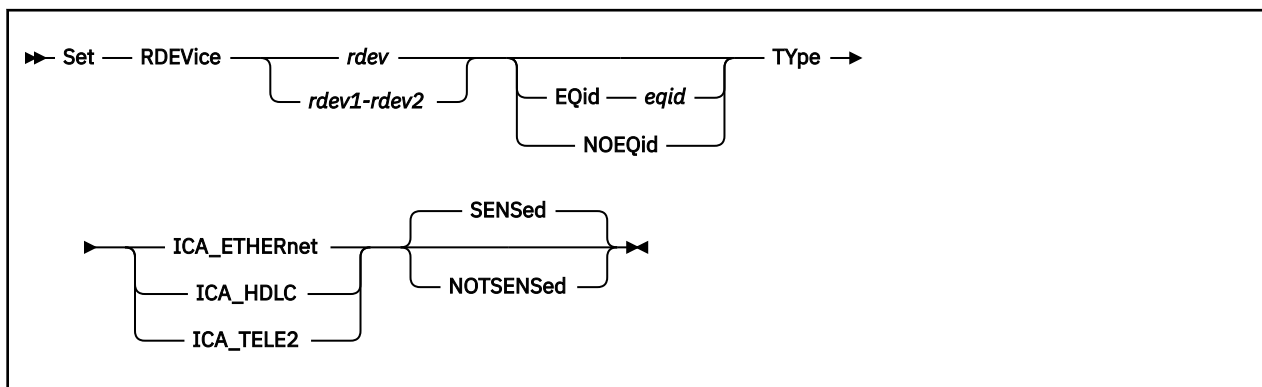 Set RDEVice rdev TYpe
rdev1-rdev2 EQid eqid
NOEQid
SENSed
ICA_ETHERnet
NOTSENSed
ICA_HDLC
ICA_TELE2